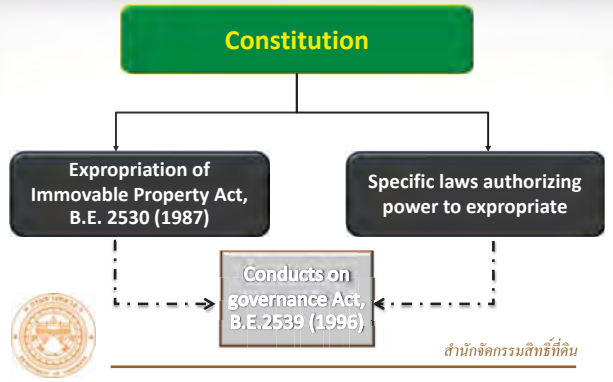 Constitution
Expropriation of
Immovable Property Act,
B.E. 2530 (1987)
Specific laws authorizing
power to expropriate
Conducts on
governance Act,
B.E.2539 (1996)
สำนักจัดกรรมสิทธิ์ที่ดิน